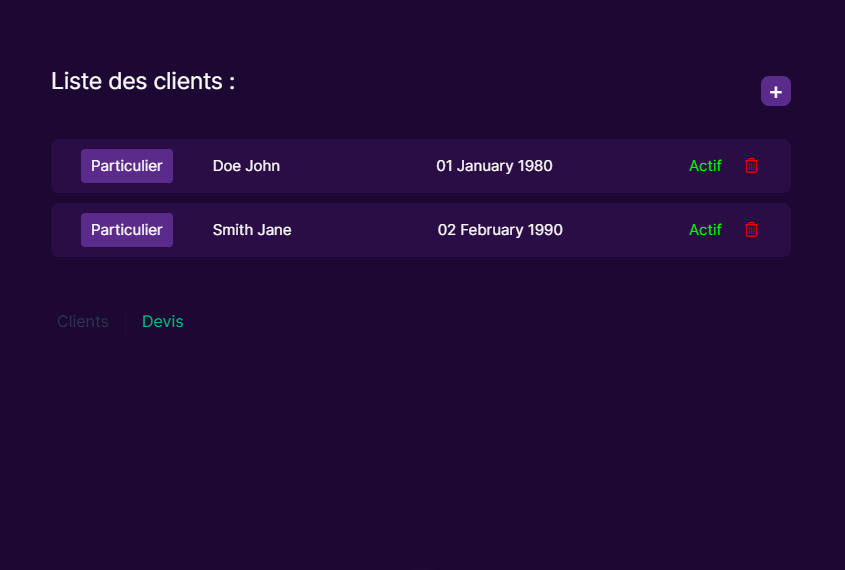 Liste des clients :
+
Particulier Doe John 01 January 1980 Actif
Particulier Smith Jane 02 February 1990 Actif
Clients Devis